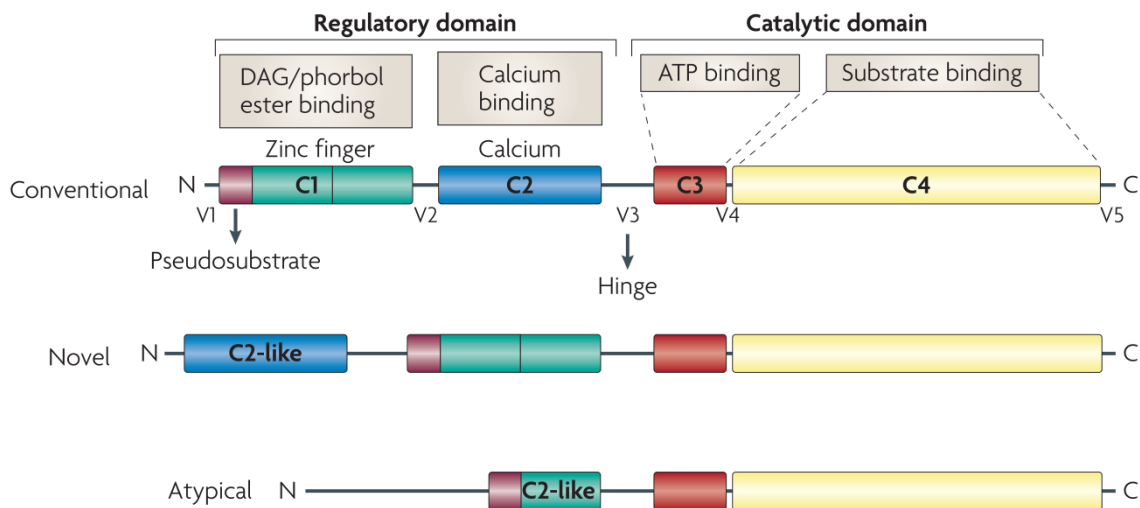 Regulatory domain
Catalytic domain
DAG/phorbol
ester binding
Calcium
binding
ATP binding
Substrate binding
Zinc finger
Calcium
Conventional
N
C1
C2
C3
C4
C
V1
V2
V3
V4
V5
Pseudosubstrate
Hinge
Novel
N
C2-like
C
Atypical
N
C2-like
C